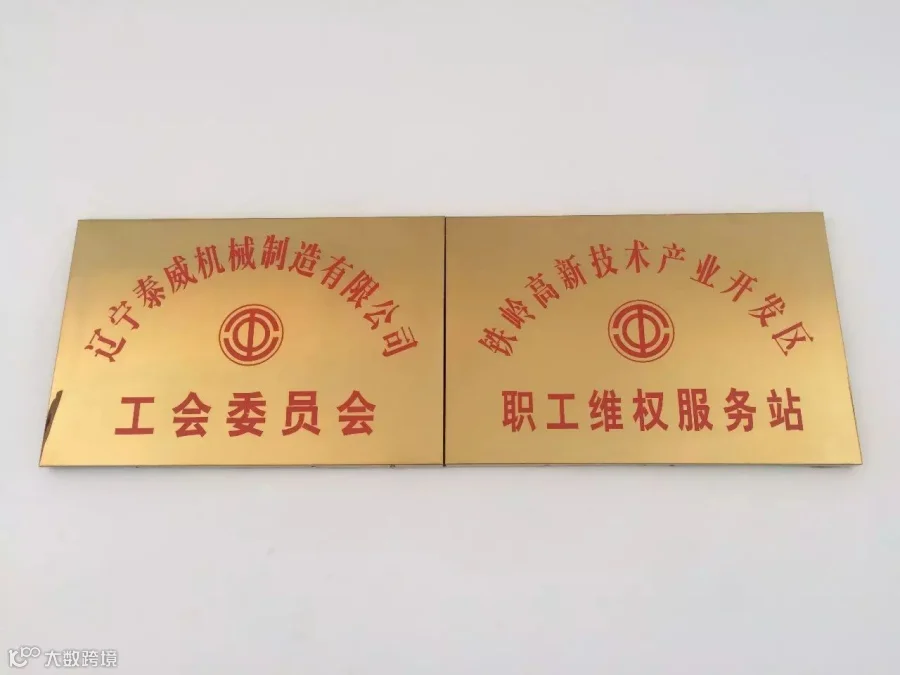 辽宁泰威机械制造有限公司
工会委员会
铁岭高新技术产业开发区
职工维权服务站
大数跨境